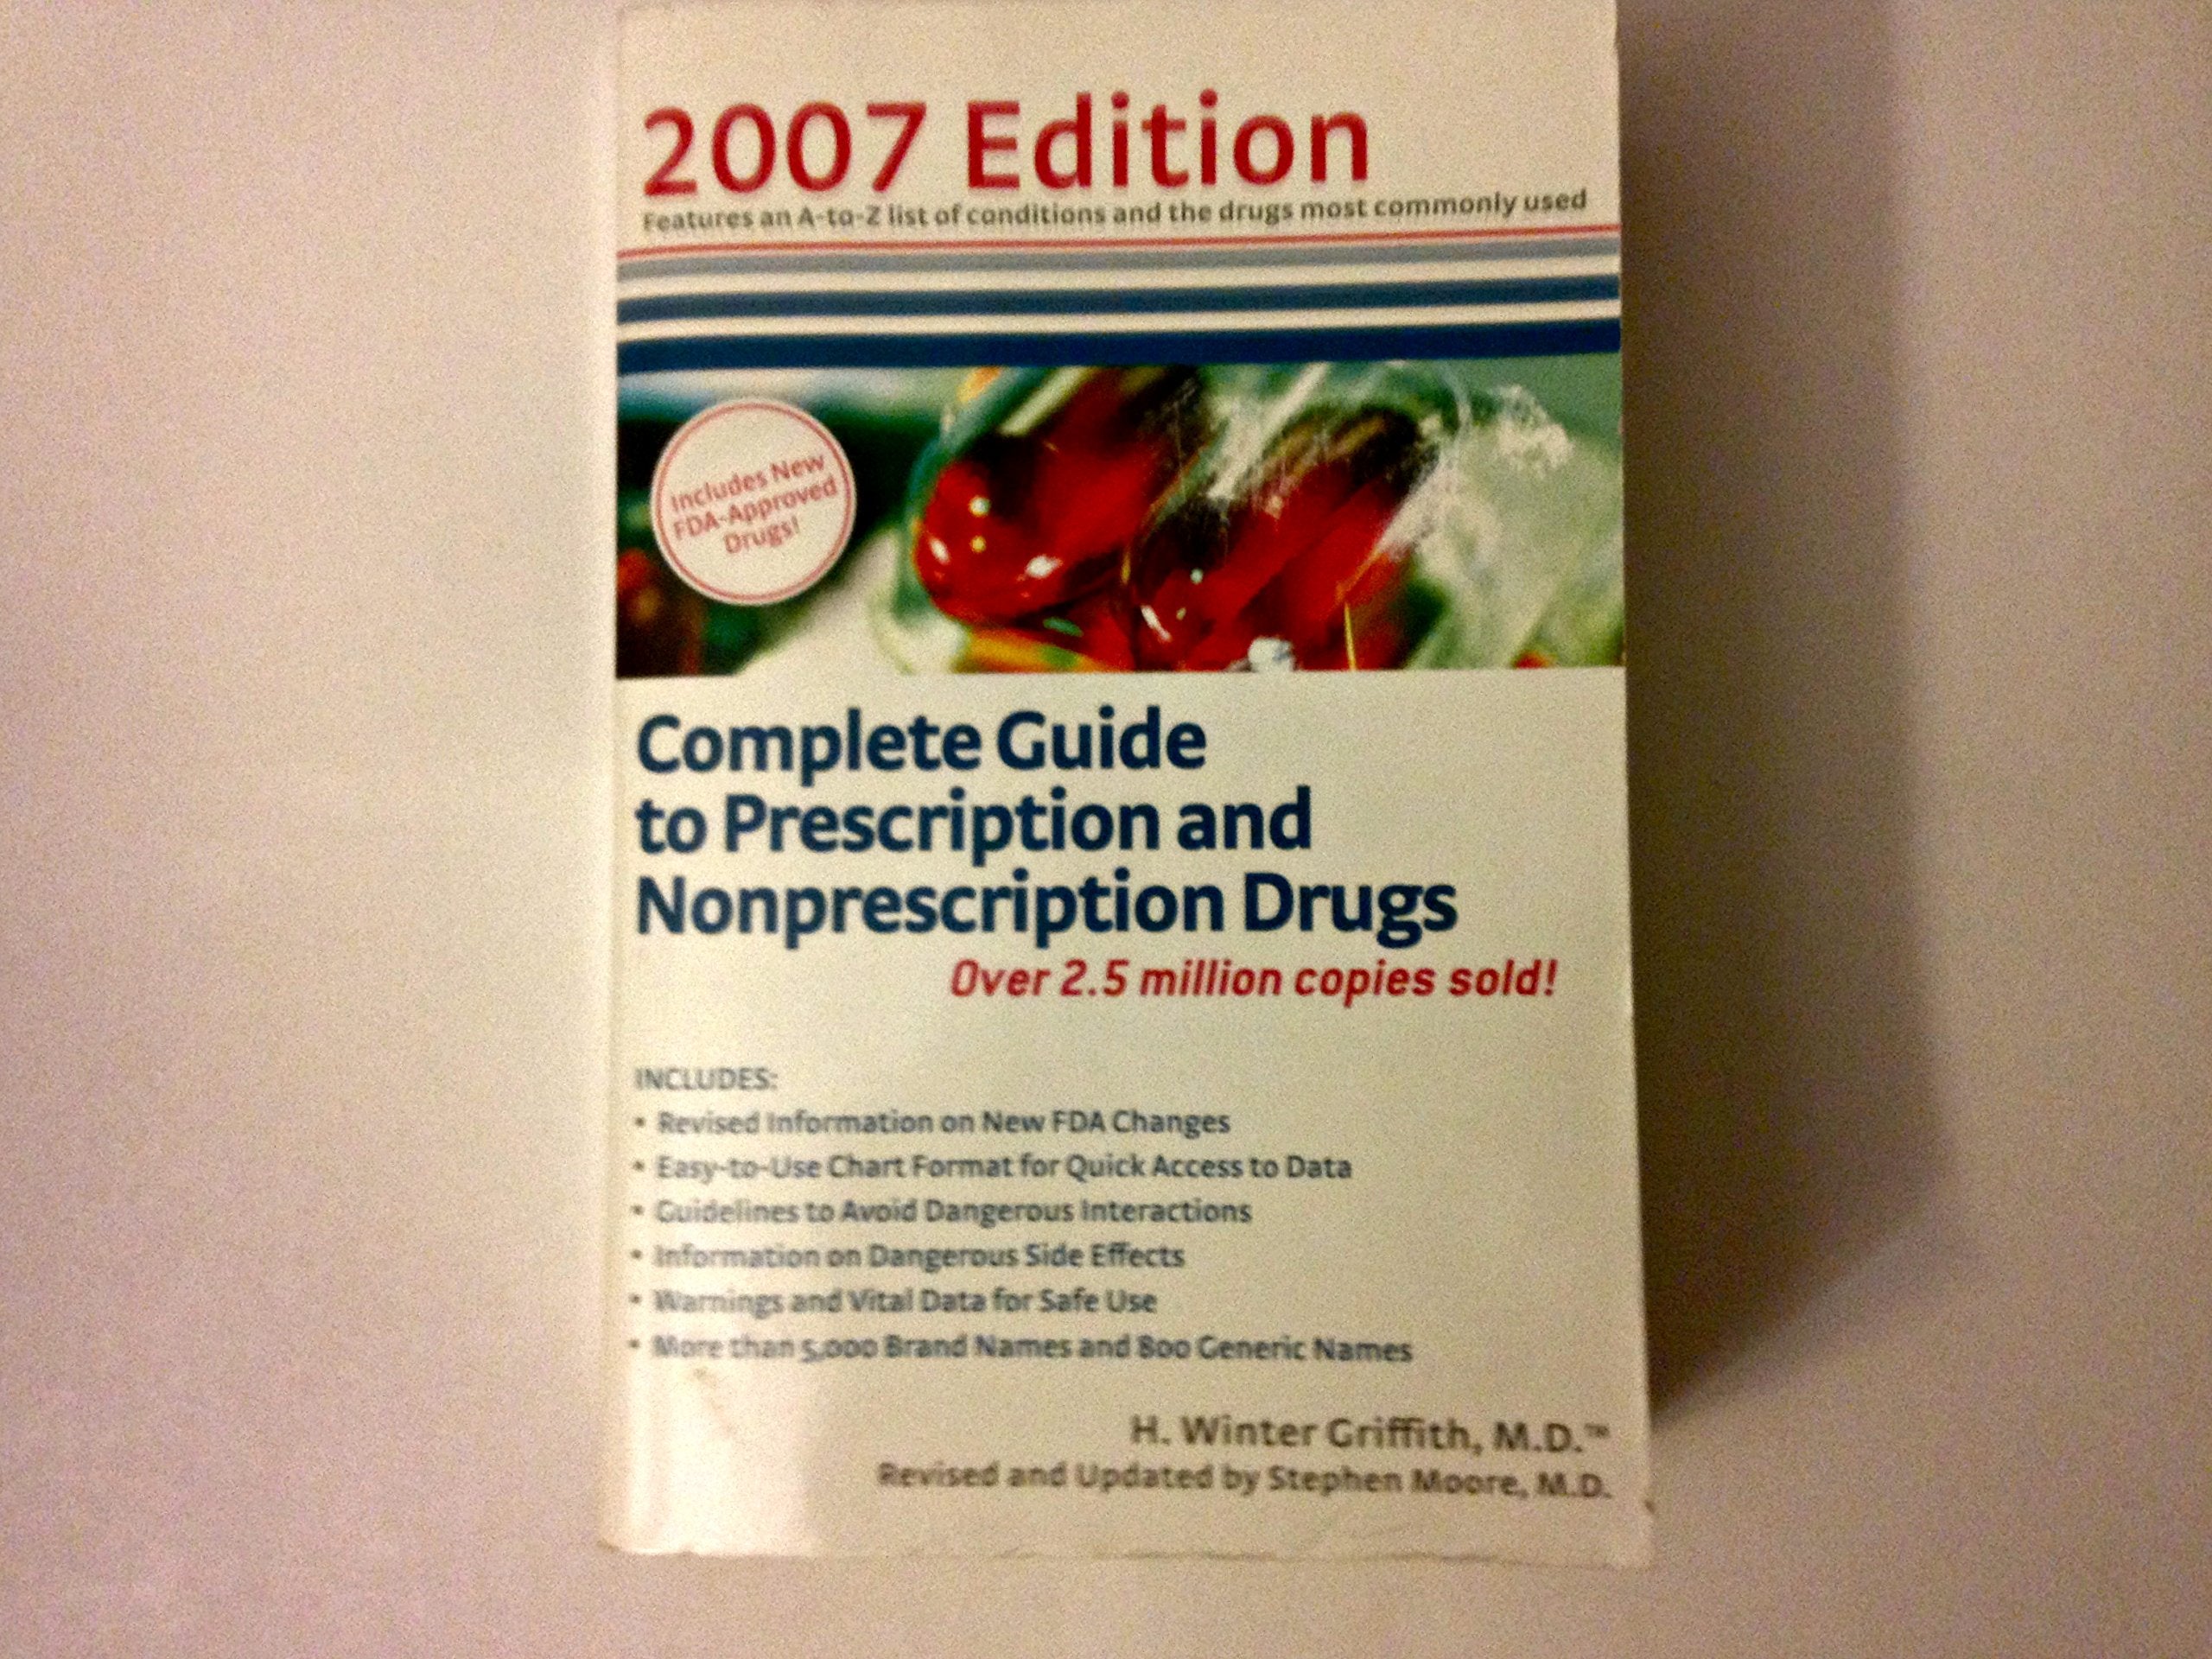 2007 Edition
Features an A-to-Z list of conditions and the drugs most commonly used
Includes New
FDA-Approved
Drugs!
Complete Guide
to Prescription and
Nonprescription Drugs
Over 2.5 million copies sold!
INCLUDES:
• Revised Information on New FDA Changes
• Easy-to-Use Chart Format for Quick Access to Data
• Guidelines to Avoid Dangerous Interactions
• Information on Dangerous Side Effects
• Warnings and Vital Data for Safe Use
• More than 5,000 Brand Names and 800 Generic Names
H. Winter Griffith, M.D.™
Revised and Updated by Stephen Moore, M.D.